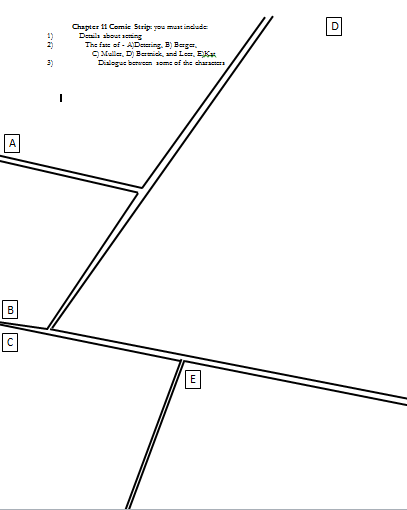 Chapter 11 Comic Strip: you must include:
1) Details about setting
2) The fate of - A)Detering, B) Berger,
C) Muller, D) Bertinck, and Leer, E)Kat
3) Dialogue between some of the characters
D
A
B
C
E